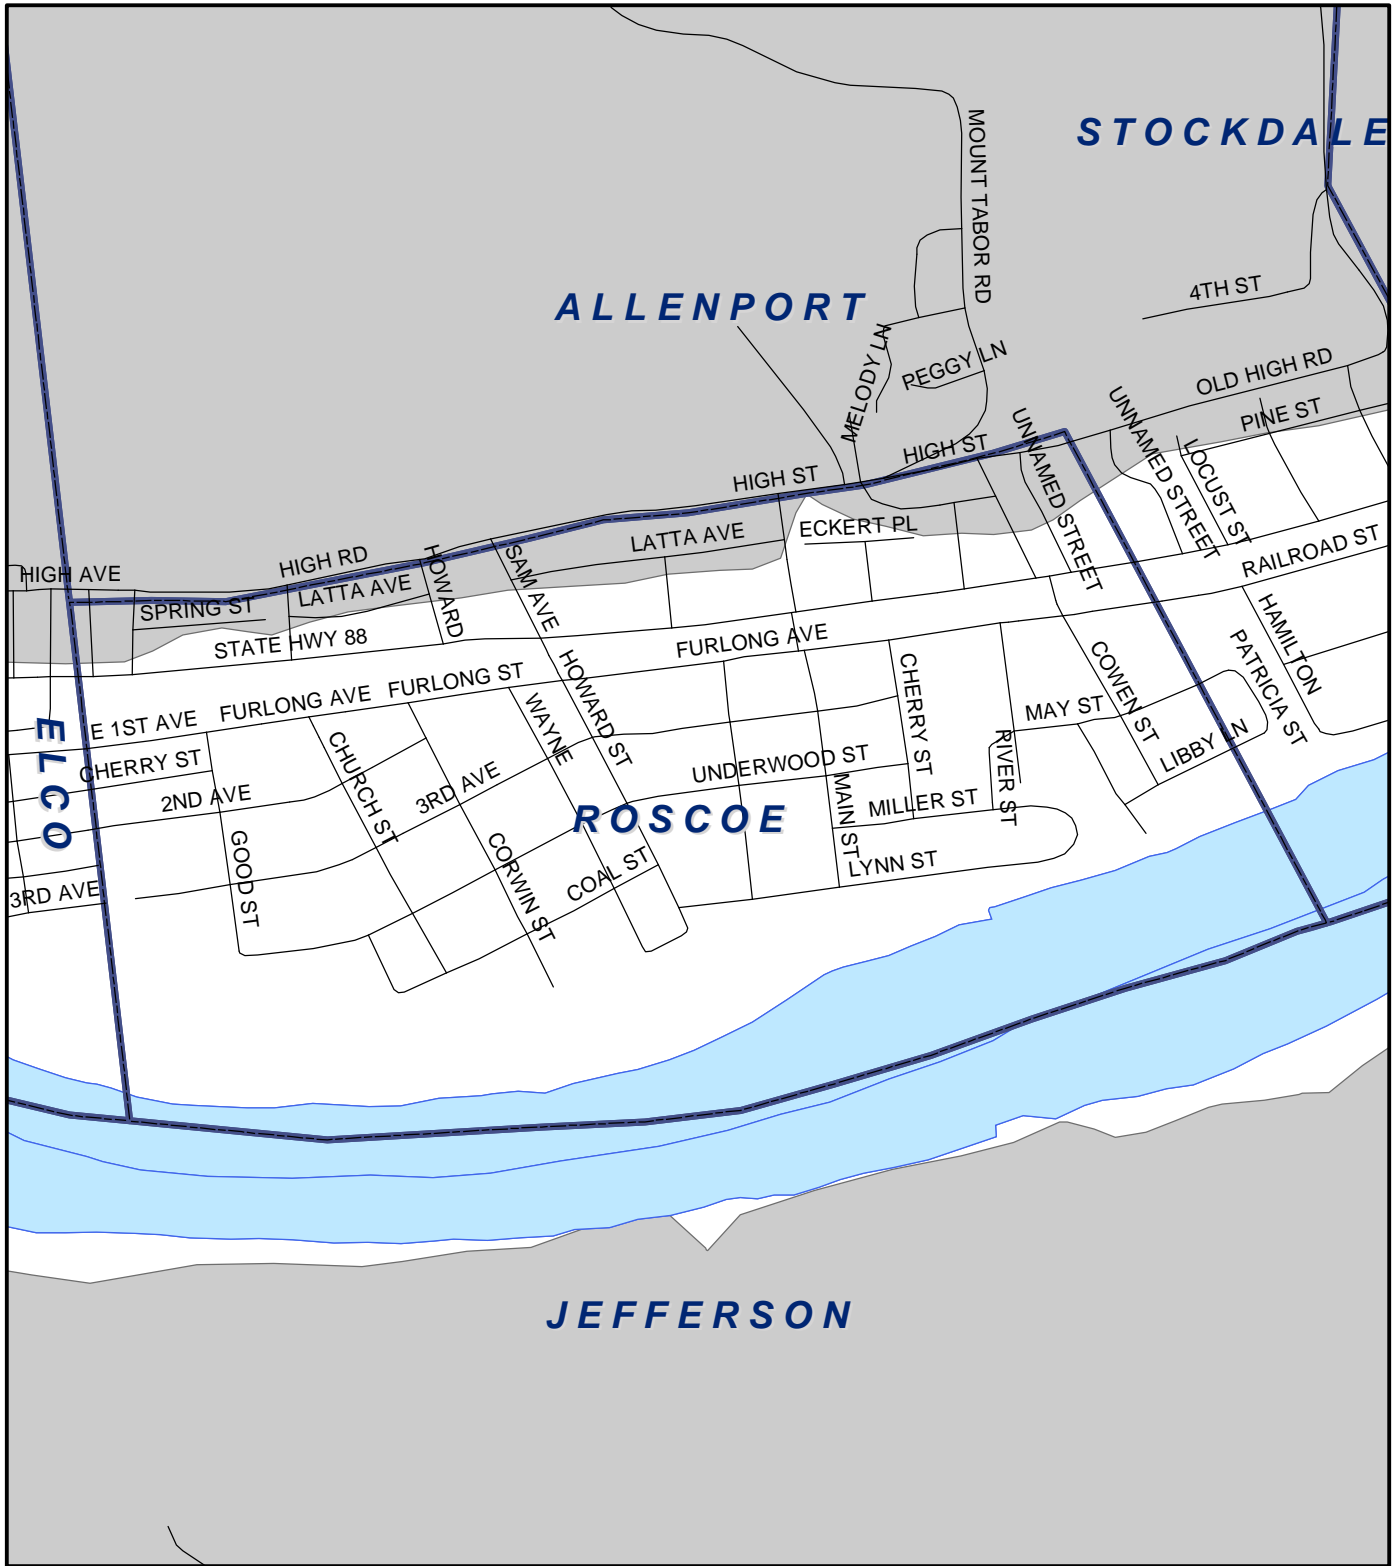 MOUNT TABOR RD
STOCKDALE
4TH ST
ALLENPORT
MELODY LN
PEGGY LN
OLD HIGH RD
PINE ST
UNNAMED STREET
UNNAMED STREET
LOCUST ST
HIGH ST
HIGH ST
RAILROAD ST
ECKERT PL
LATTA AVE
SAM AVE
HOWARD
HIGH RD
HIGH AVE
LATTA AVE
SPRING ST
STATE HWY 88
FURLONG AVE
HAMILTON
PATRICIA ST
COWEN ST
HOWARD ST
CHERRY ST
FURLONG ST
FURLONG AVE
E 1ST AVE
WAYNE
MAY ST
LIBBY LN
ELCO
CHERRY ST
CHURCH ST
UNDERWOOD ST
RIVER ST
2ND AVE
3RD AVE
MAIN ST
MILLER ST
ROSCOE
GOOD ST
CORWIN ST
COAL ST
LYNN ST
3RD AVE
JEFFERSON